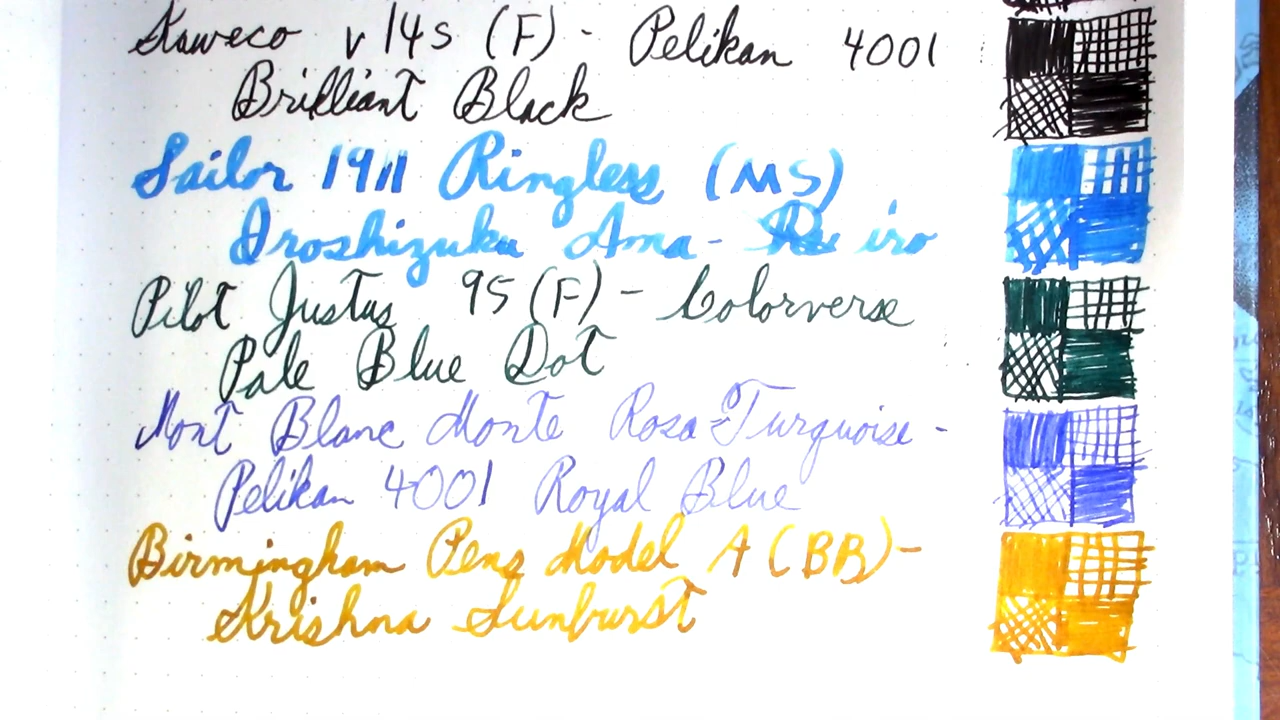 Kaweco v14s (F) - Pelikan 4001
Brilliant Black
Sailor 1911 Ringless (MS)
Iroshizuku Ama- iro
Pilot Justus 95 (F) - Colorverse
Pale Blue Dot
Mont Blanc Monte Rosa Turquoise -
Pelikan 4001 Royal Blue
Birmingham Pens Model A (BB) -
Krishna Sunburst